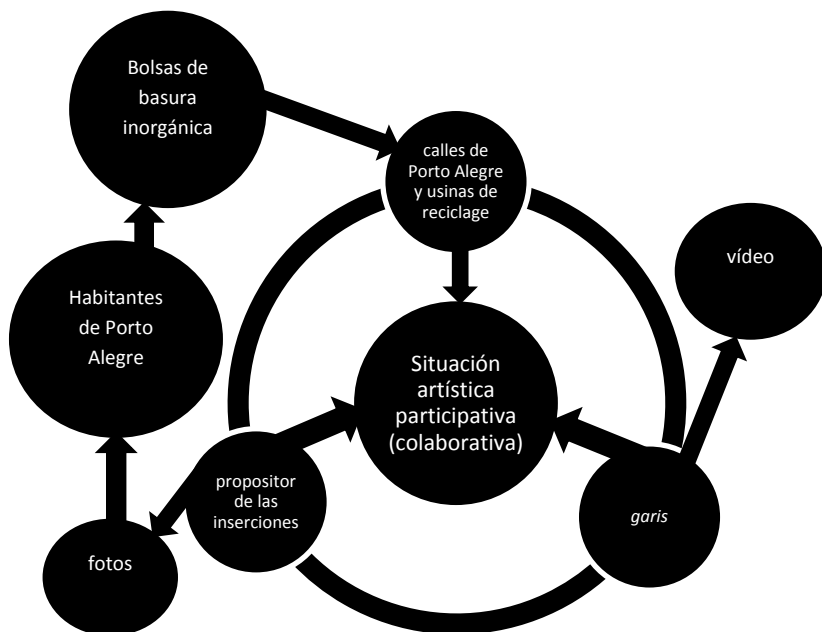 Bolsas de
basura
inorgánica
calles de
Porto Alegre
y usinas de
reciclage
vídeo
Habitantes
de Porto
Alegre
Situación
artística
participativa
(colaborativa)
propositor
de las
inserciones
garis
fotos